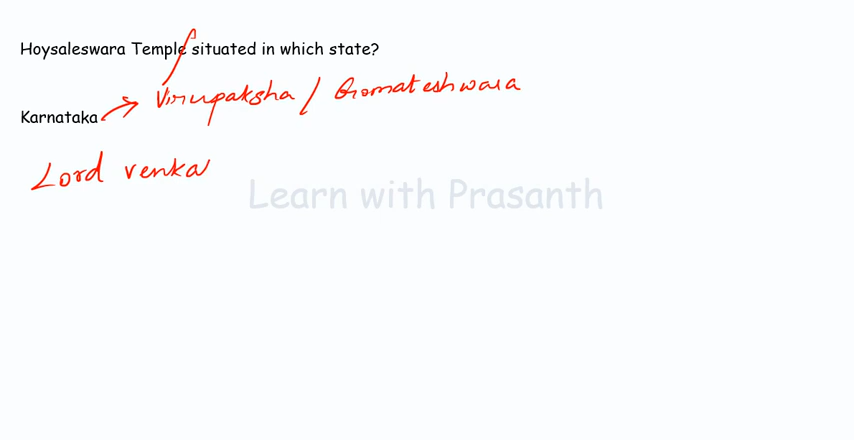 Hoysaleswara Temple situated in which state?
Virupaksha / Gomateshwara
Karnataka
Lord venka
Learn with Prasanth